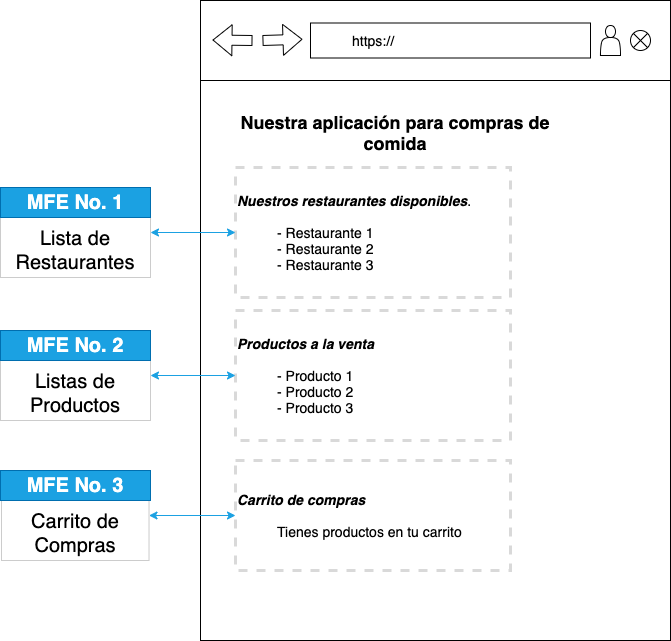 https://
Nuestra aplicación para compras de
comida
MFE No. 1
Lista de
Restaurantes
Nuestros restaurantes disponibles.
- Restaurante 1
- Restaurante 2
- Restaurante 3
MFE No. 2
Listas de
Productos
Productos a la venta
- Producto 1
- Producto 2
- Producto 3
MFE No. 3
Carrito de
Compras
Carrito de compras
Tienes productos en tu carrito